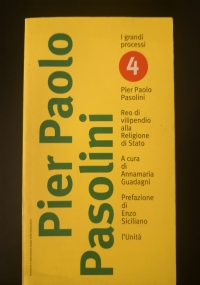 Pier Paolo
Pasolini
I grandi
processi
4
Pier Paolo
Pasolini
Reo di
vilipendio
alla
Religione
di Stato
A cura
di
Annamaria
Guadagni
Prefazione
di
Enzo
Siciliano
l'Unità